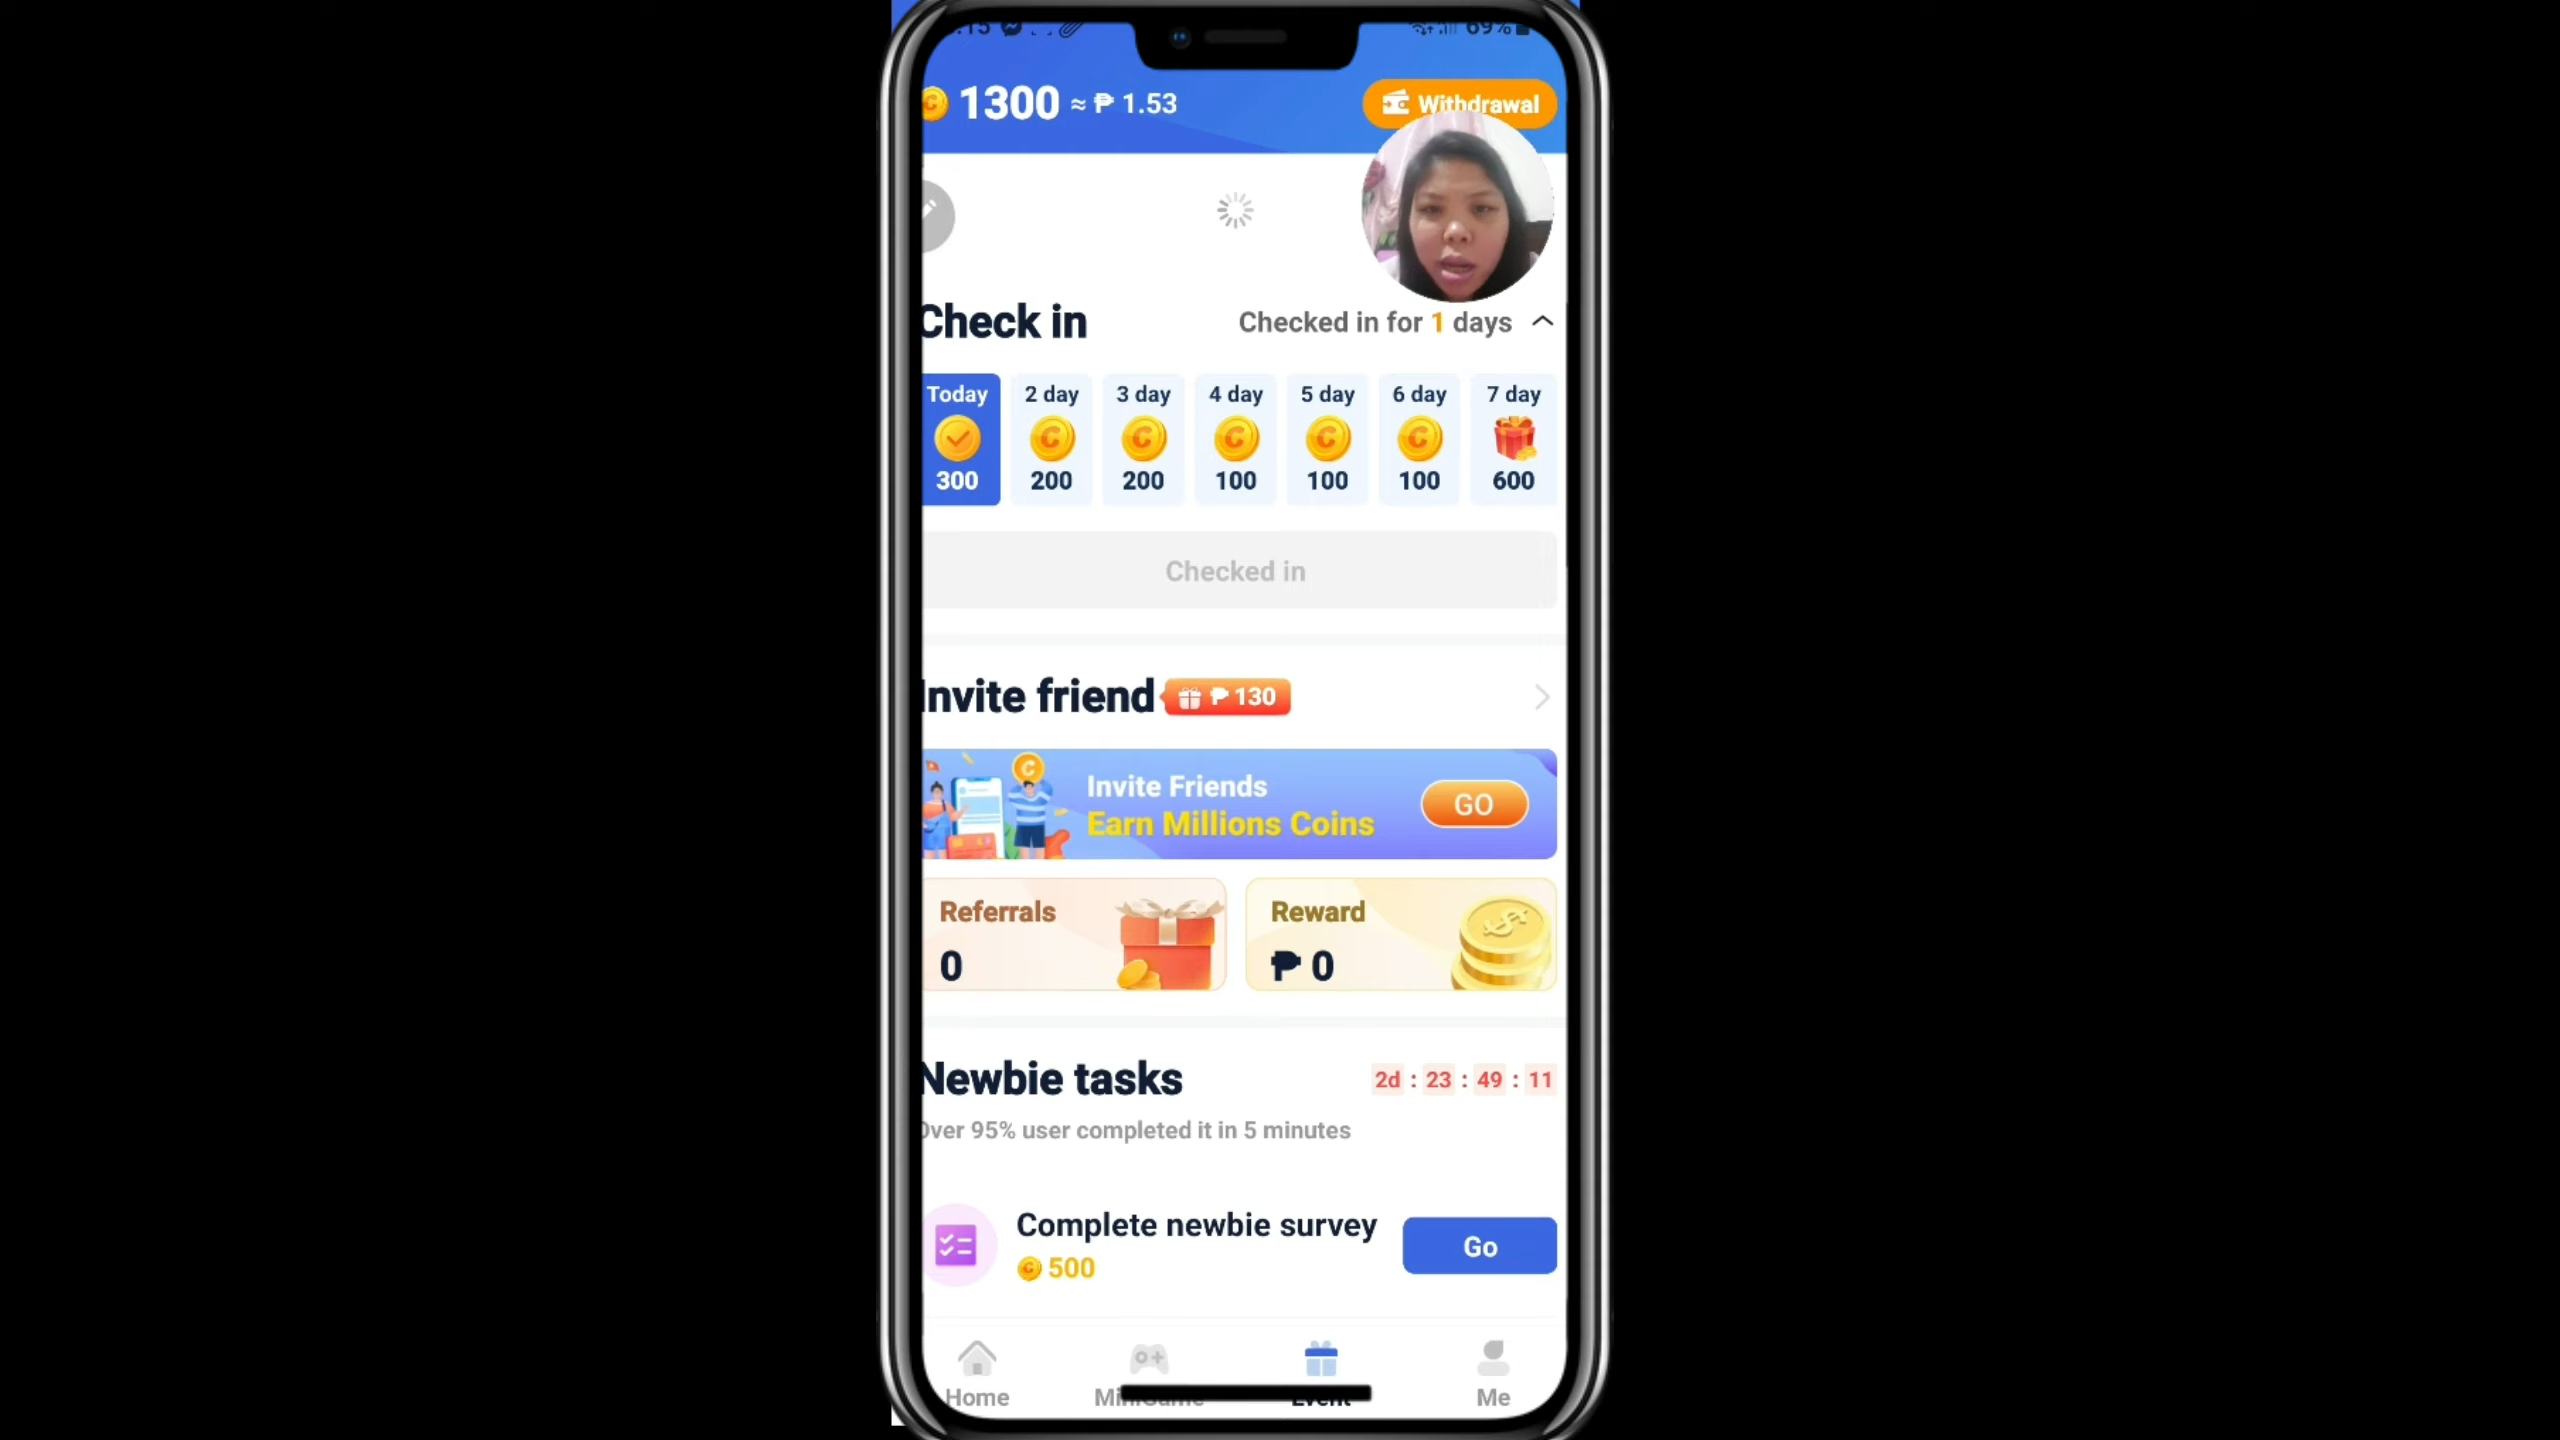 :15 69%
1300 ≈ ₱ 1.53 Withdrawal
Check in Checked in for 1 days
Today 2 day 3 day 4 day 5 day 6 day 7 day
300 200 200 100 100 100 600
Checked in
Invite friend ₱ 130
Invite Friends
Earn Millions Coins GO
Referrals Reward
0 ₱ 0
Newbie tasks 2d : 23 : 49 : 11
Over 95% user completed it in 5 minutes
Complete newbie survey
500 Go
Home MiniGame Event Me